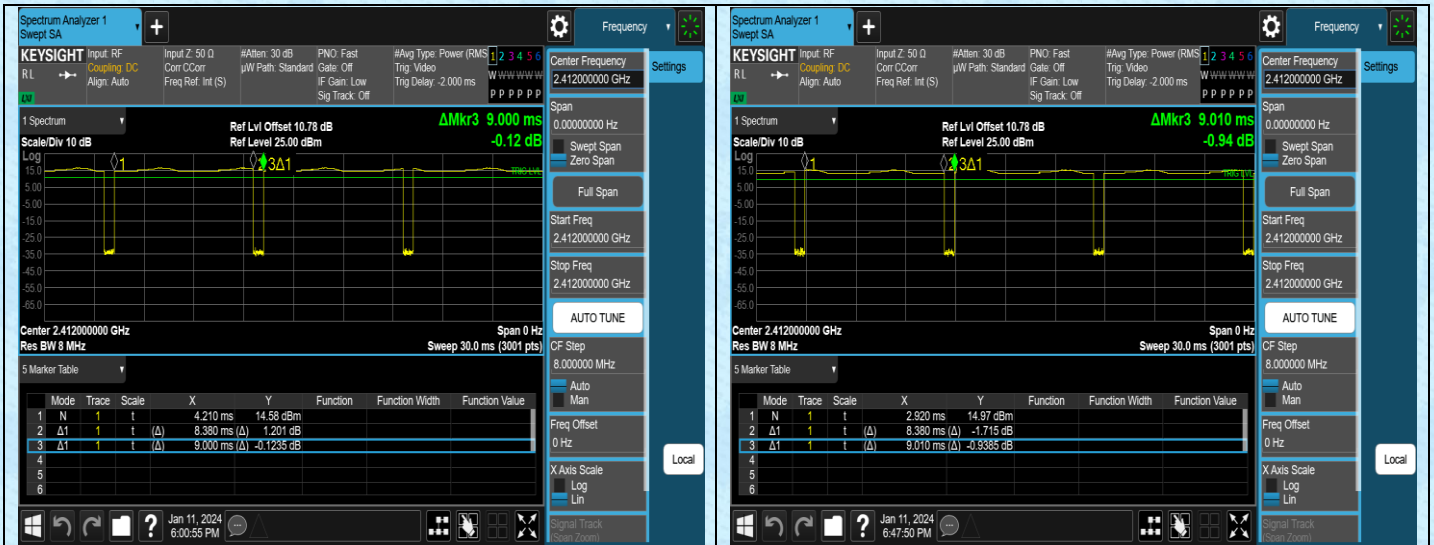 Spectrum Analyzer 1
Swept SA
+
Frequency
KEYSIGHT
RL
LXI
Input: RF
Coupling: DC
Align: Auto
Input Z: 50 Ω
Corr CCorr
Freq Ref: Int (S)
#Atten: 30 dB
µW Path: Standard
PNO: Fast
Gate: Off
IF Gain: Low
Sig Track: Off
#Avg Type: Power (RMS
Trig: Video
Trig Delay: -2.000 ms
1 2 3 4 5 6
W W W W W W
P P P P P P
1 Spectrum
Scale/Div 10 dB
Ref Lvl Offset 10.78 dB
Ref Level 25.00 dBm
ΔMkr3 9.000 ms
-0.12 dB
Log
15.0
5.00
-5.00
-15.0
-25.0
-35.0
-45.0
-55.0
-65.0
1
3Δ1
TRIG LVL
Center 2.412000000 GHz
Res BW 8 MHz
Span 0 Hz
Sweep 30.0 ms (3001 pts)
5 Marker Table
Mode Trace Scale X Y Function Function Width Function Value
1 N 1 t 4.210 ms 14.58 dBm
2 Δ1 1 t (Δ) 8.380 ms (Δ) 1.201 dB
3 Δ1 1 t (Δ) 9.000 ms (Δ) -0.1235 dB
4
5
6
Center Frequency
2.412000000 GHz
Span
0.00000000 Hz
Swept Span
Zero Span
Full Span
Start Freq
2.412000000 GHz
Stop Freq
2.412000000 GHz
AUTO TUNE
CF Step
8.000000 MHz
Auto
Man
Freq Offset
0 Hz
X Axis Scale
Log
Lin
Signal Track
(Span Zoom)
Settings
Local
?
Jan 11, 2024
6:00:55 PM
Spectrum Analyzer 1
Swept SA
+
Frequency
KEYSIGHT
RL
LXI
Input: RF
Coupling: DC
Align: Auto
Input Z: 50 Ω
Corr CCorr
Freq Ref: Int (S)
#Atten: 30 dB
µW Path: Standard
PNO: Fast
Gate: Off
IF Gain: Low
Sig Track: Off
#Avg Type: Power (RMS
Trig: Video
Trig Delay: -2.000 ms
1 2 3 4 5 6
W W W W W W
P P P P P P
1 Spectrum
Scale/Div 10 dB
Ref Lvl Offset 10.78 dB
Ref Level 25.00 dBm
ΔMkr3 9.010 ms
-0.94 dB
Log
15.0
5.00
-5.00
-15.0
-25.0
-35.0
-45.0
-55.0
-65.0
1
3Δ1
TRIG LVL
Center 2.412000000 GHz
Res BW 8 MHz
Span 0 Hz
Sweep 30.0 ms (3001 pts)
5 Marker Table
Mode Trace Scale X Y Function Function Width Function Value
1 N 1 t 2.920 ms 14.97 dBm
2 Δ1 1 t (Δ) 8.380 ms (Δ) -1.715 dB
3 Δ1 1 t (Δ) 9.010 ms (Δ) -0.9385 dB
4
5
6
Center Frequency
2.412000000 GHz
Span
0.00000000 Hz
Swept Span
Zero Span
Full Span
Start Freq
2.412000000 GHz
Stop Freq
2.412000000 GHz
AUTO TUNE
CF Step
8.000000 MHz
Auto
Man
Freq Offset
0 Hz
X Axis Scale
Log
Lin
Signal Track
(Span Zoom)
Settings
Local
?
Jan 11, 2024
6:47:50 PM